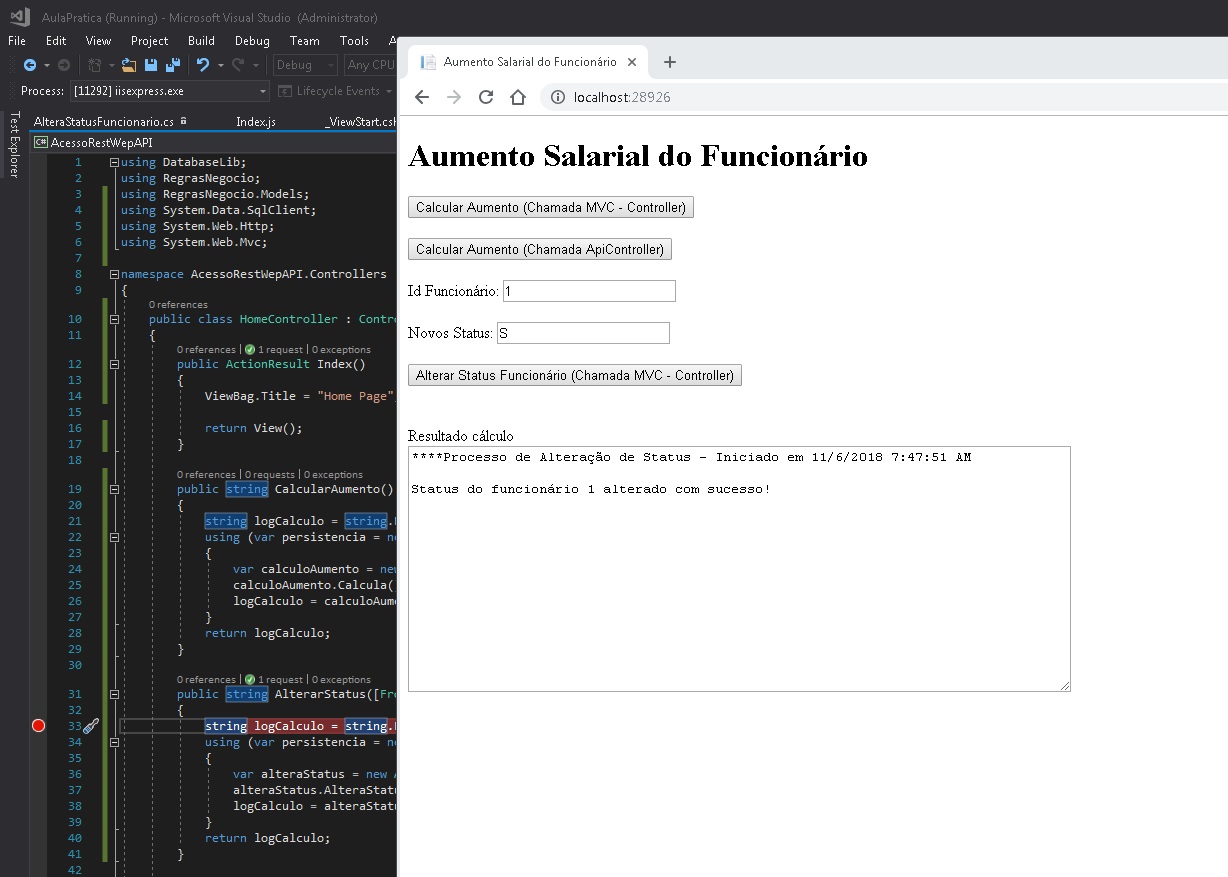 AulaPratica (Running) - Microsoft Visual Studio (Administrator)
File Edit View Project Build Debug Team Tools
Debug Any CPU
Process: [11292] iisexpress.exe Lifecycle Events
Test Explorer
AlteraStatusFuncionario.cs Index.js _ViewStart.csh
C# AcessoRestWepAPI
1 using DatabaseLib;
2 using RegrasNegocio;
3 using RegrasNegocio.Models;
4 using System.Data.SqlClient;
5 using System.Web.Http;
6 using System.Web.Mvc;
7
8 namespace AcessoRestWepAPI.Controllers
9 {
0 references
10 public class HomeController : Contro
11 {
0 references | 1 request | 0 exceptions
12 public ActionResult Index()
13 {
14 ViewBag.Title = "Home Page"
15
16 return View();
17 }
18
0 references | 0 requests | 0 exceptions
19 public string CalcularAumento()
20 {
21 string logCalculo = string.
22 using (var persistencia = ne
23 {
24 var calculoAumento = new
25 calculoAumento.Calcula(
26 logCalculo = calculoAume
27 }
28 return logCalculo;
29 }
30
0 references | 1 request | 0 exceptions
31 public string AlterarStatus([Fro
32 {
33 string logCalculo = string.
34 using (var persistencia = ne
35 {
36 var alteraStatus = new A
37 alteraStatus.AlteraStatu
38 logCalculo = alteraStatu
39 }
40 return logCalculo;
41 }
42
Aumento Salarial do Funcionário
localhost:28926
Aumento Salarial do Funcionário
Calcular Aumento (Chamada MVC - Controller)
Calcular Aumento (Chamada ApiController)
Id Funcionário: 1
Novos Status: S
Alterar Status Funcionário (Chamada MVC - Controller)
Resultado cálculo
****Processo de Alteração de Status - Iniciado em 11/6/2018 7:47:51 AM
Status do funcionário 1 alterado com sucesso!